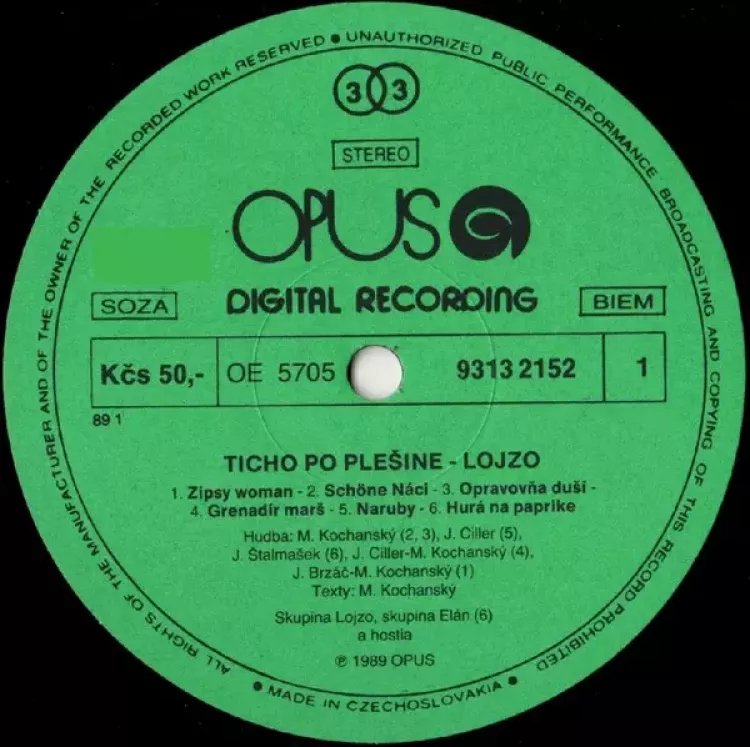 ALL RIGHTS OF THE MANUFACTURER AND OF THE OWNER OF THE RECORDED WORK RESERVED ● UNAUTHORIZED PUBLIC PERFORMANCE BROADCASTING AND COPYING OF THIS RECORD PROHIBITED
33
STEREO
OPUS
SOZA
DIGITAL RECORDING
BIEM
Kčs 50,-
OE 5705
9313 2152
1
89 1
TICHO PO PLEŠINE - LOJZO
1. Zipsy woman - 2. Schöne Náci - 3. Opravovňa duší -
4. Grenadír marš - 5. Naruby - 6. Hurá na paprike
Hudba: M. Kochanský (2, 3), J. Ciller (5),
J. Štalmašek (6), J. Ciller-M. Kochanský (4),
J. Brzáč-M. Kochanský (1)
Texty: M. Kochanský
Skupina Lojzo, skupina Elán (6)
a hostia
℗ 1989 OPUS
● MADE IN CZECHOSLOVAKIA ●